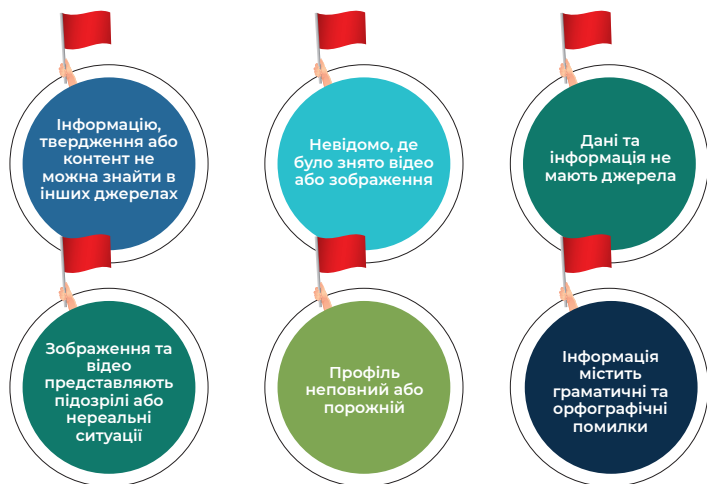 Інформацію,
твердження або
контент не
можна знайти в
інших джерелах
Невідомо, де
було знято відео
або зображення
Дані та
інформація не
мають джерела
Зображення та
відео
представляють
підозрілі або
нереальні
ситуації
Профіль
неповний або
порожній
Інформація
містить
граматичні та
орфографічні
помилки